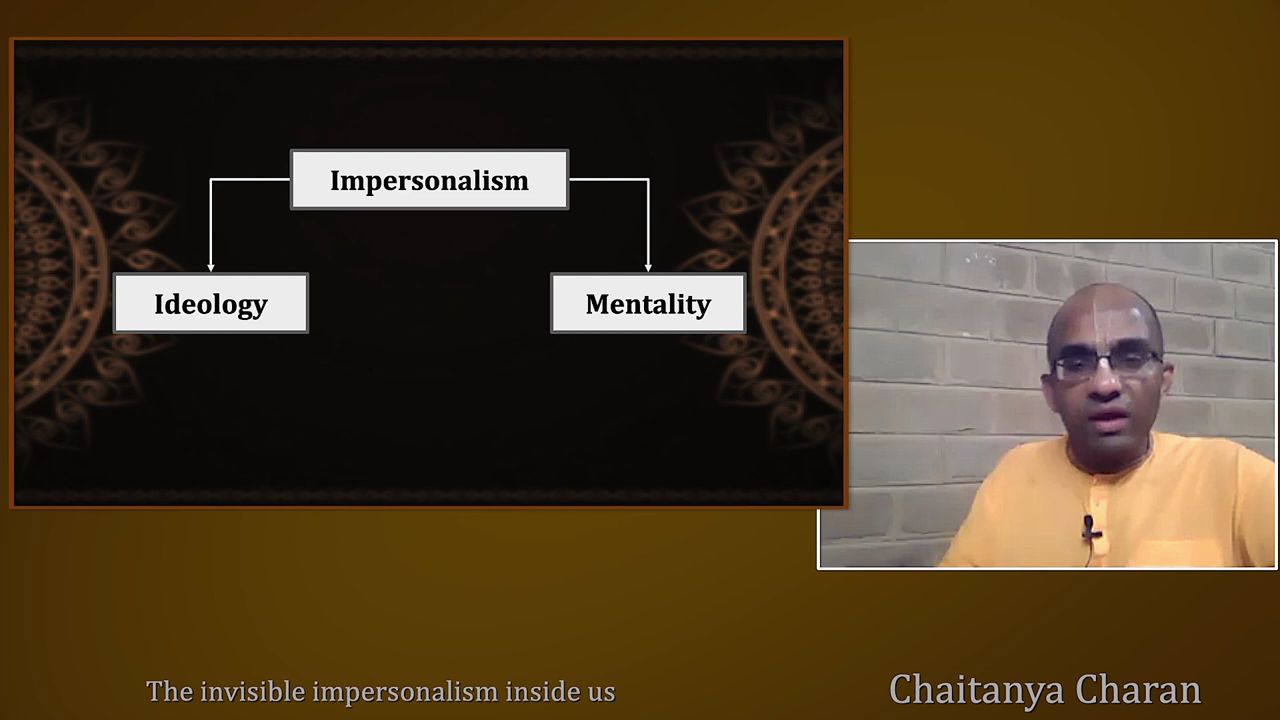 Impersonalism
Ideology
Mentality
The invisible impersonalism inside us
Chaitanya Charan